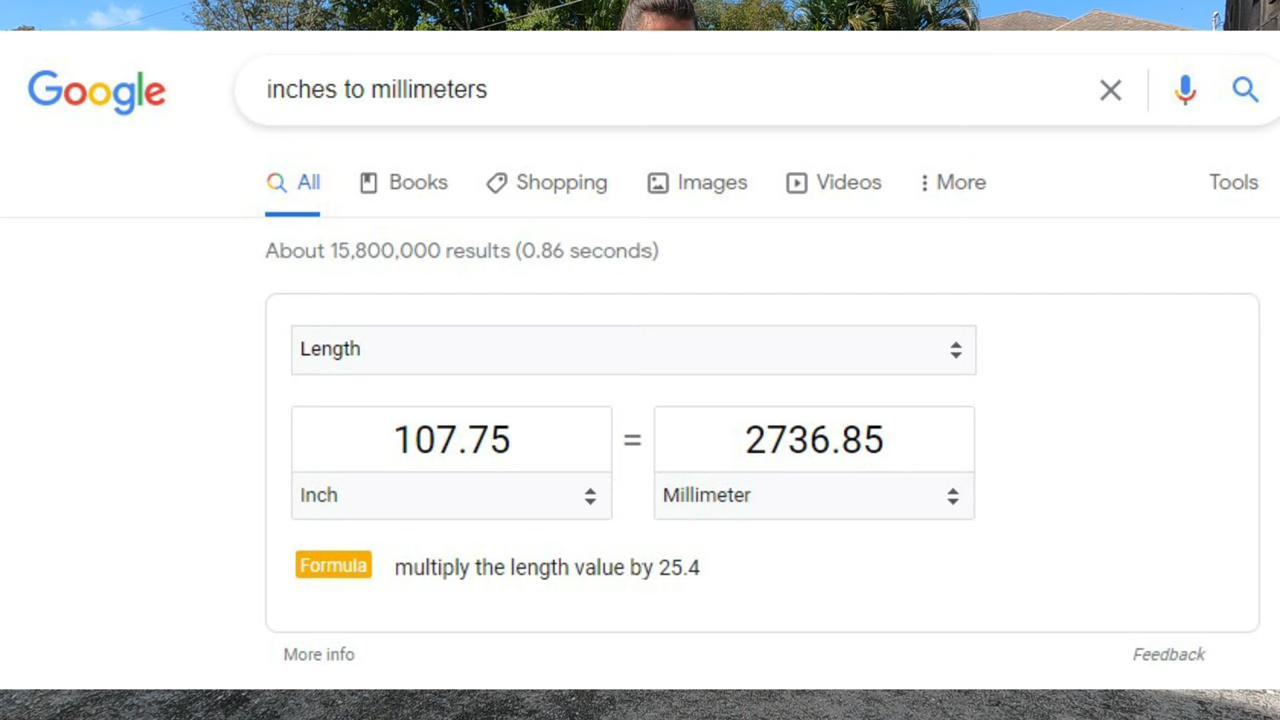 Google
inches to millimeters
All Books Shopping Images Videos More Tools
About 15,800,000 results (0.86 seconds)
Length
107.75 = 2736.85
Inch Millimeter
Formula multiply the length value by 25.4
More info Feedback